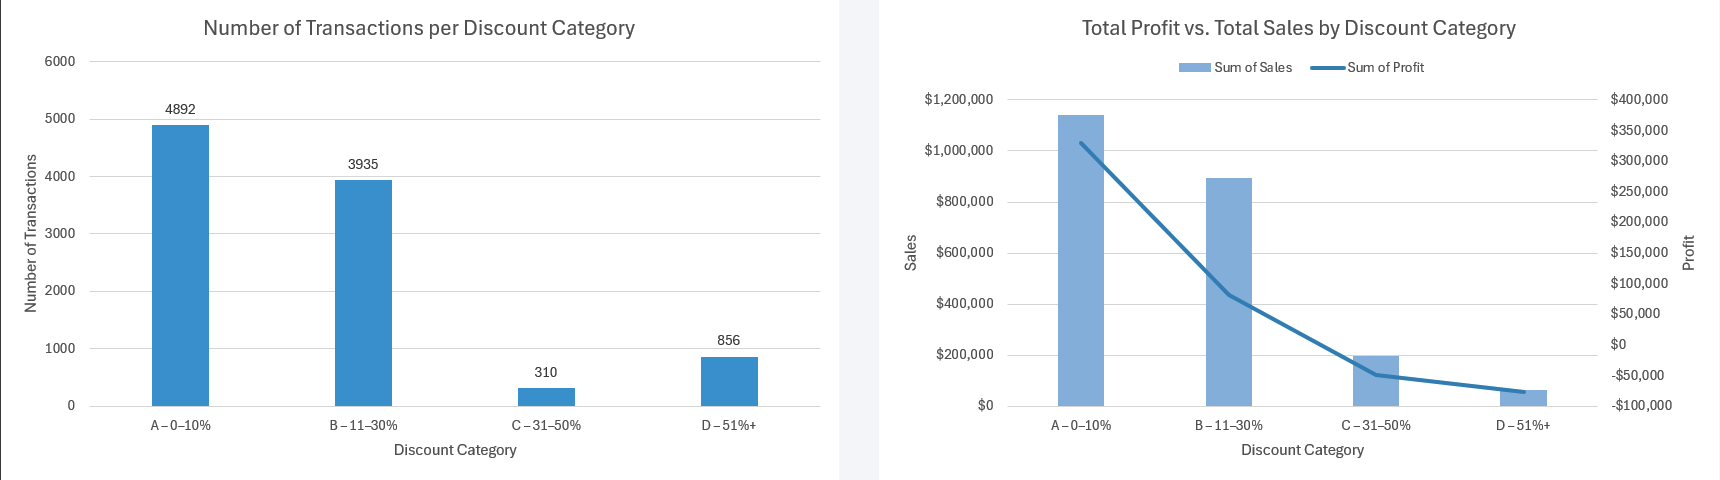 Number of Transactions per Discount Category
6000
5000
4000
3000
2000
1000
0
Number of Transactions
4892
3935
310
856
A – 0–10%
B – 11–30%
C – 31–50%
D – 51%+
Discount Category
Total Profit vs. Total Sales by Discount Category
Sum of Sales
Sum of Profit
$1,200,000
$1,000,000
$800,000
$600,000
$400,000
$200,000
$0
Sales
$400,000
$350,000
$300,000
$250,000
$200,000
$150,000
$100,000
$50,000
$0
-$50,000
-$100,000
Profit
A – 0–10%
B – 11–30%
C – 31–50%
D – 51%+
Discount Category